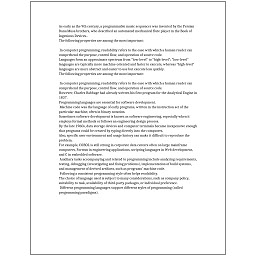 As early as the 9th century, a programmable music sequencer was invented by the Persian
Banu Musa brothers, who described an automated mechanical flute player in the Book of
Ingenious Devices.
The following properties are among the most important:

In computer programming, readability refers to the ease with which a human reader can
comprehend the purpose, control flow, and operation of source code.
Languages form an approximate spectrum from "low-level" to "high-level"; "low-level"
languages are typically more machine-oriented and faster to execute, whereas "high-level"
languages are more abstract and easier to use but execute less quickly.
The following properties are among the most important:

In computer programming, readability refers to the ease with which a human reader can
comprehend the purpose, control flow, and operation of source code.
However, Charles Babbage had already written his first program for the Analytical Engine in
1837.
Programming languages are essential for software development.
Machine code was the language of early programs, written in the instruction set of the
particular machine, often in binary notation.
Sometimes software development is known as software engineering, especially when it
employs formal methods or follows an engineering design process.
By the late 1960s, data storage devices and computer terminals became inexpensive enough
that programs could be created by typing directly into the computers.
Also, specific user environment and usage history can make it difficult to reproduce the
problem.
For example, COBOL is still strong in corporate data centers often on large mainframe
computers, Fortran in engineering applications, scripting languages in Web development,
and C in embedded software.
Auxiliary tasks accompanying and related to programming include analyzing requirements,
testing, debugging (investigating and fixing problems), implementation of build systems,
and management of derived artifacts, such as programs' machine code.
Following a consistent programming style often helps readability.
The choice of language used is subject to many considerations, such as company policy,
suitability to task, availability of third-party packages, or individual preference.
Different programming languages support different styles of programming (called
programming paradigms).